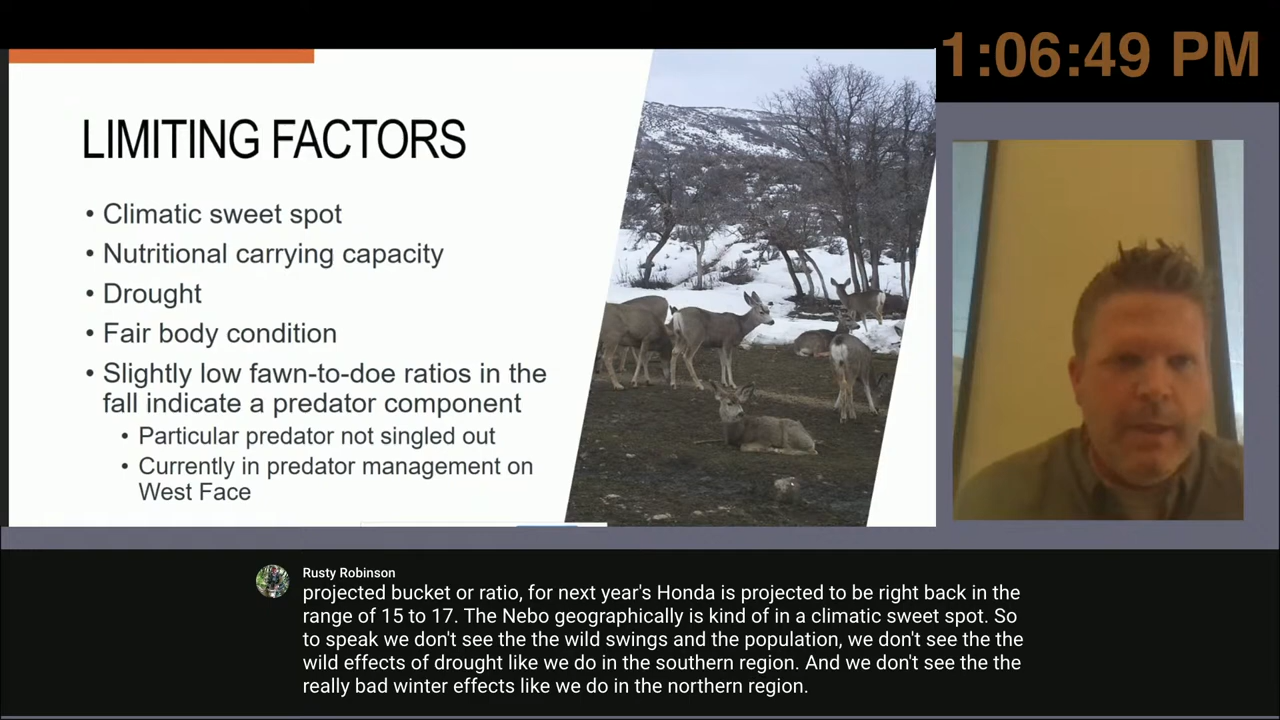 1:06:49 PM
LIMITING FACTORS
• Climatic sweet spot
• Nutritional carrying capacity
• Drought
• Fair body condition
• Slightly low fawn-to-doe ratios in the
fall indicate a predator component
• Particular predator not singled out
• Currently in predator management on
West Face
Rusty Robinson
projected bucket or ratio, for next year's Honda is projected to be right back in the
range of 15 to 17. The Nebo geographically is kind of in a climatic sweet spot. So
to speak we don't see the the wild swings and the population, we don't see the the
wild effects of drought like we do in the southern region. And we don't see the the
really bad winter effects like we do in the northern region.